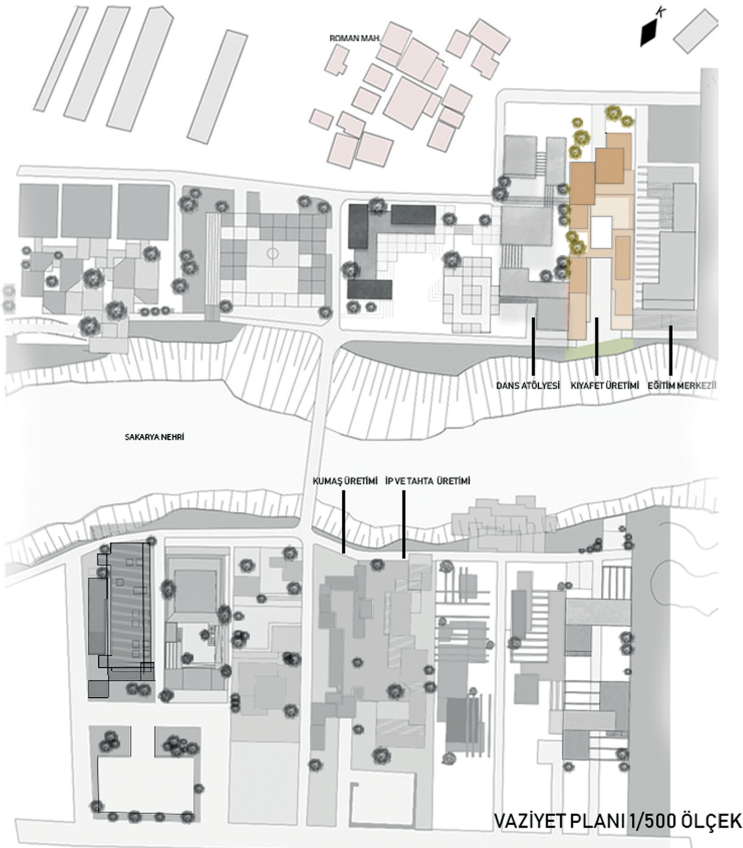 K
ROMAN MAH.
DANS ATÖLYESİ KIYAFET ÜRETİMİ EĞİTİM MERKEZİİ
SAKARYA NEHRİ
KUMAŞ ÜRETİMİ İP VE TAHTA ÜRETİMİ
VAZİYET PLANI 1/500 ÖLÇEK